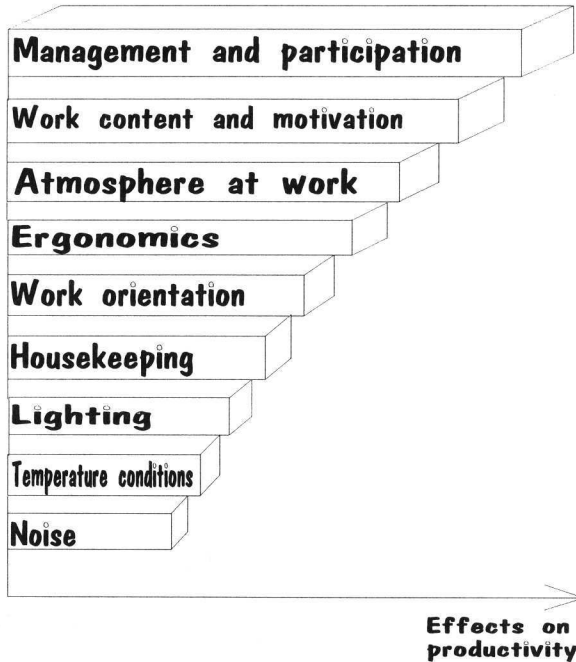 Management and participation
Work content and motivation
Atmosphere at work
Ergonomics
Work orientation
Housekeeping
Lighting
Temperature conditions
Noise
Effects on
productivity